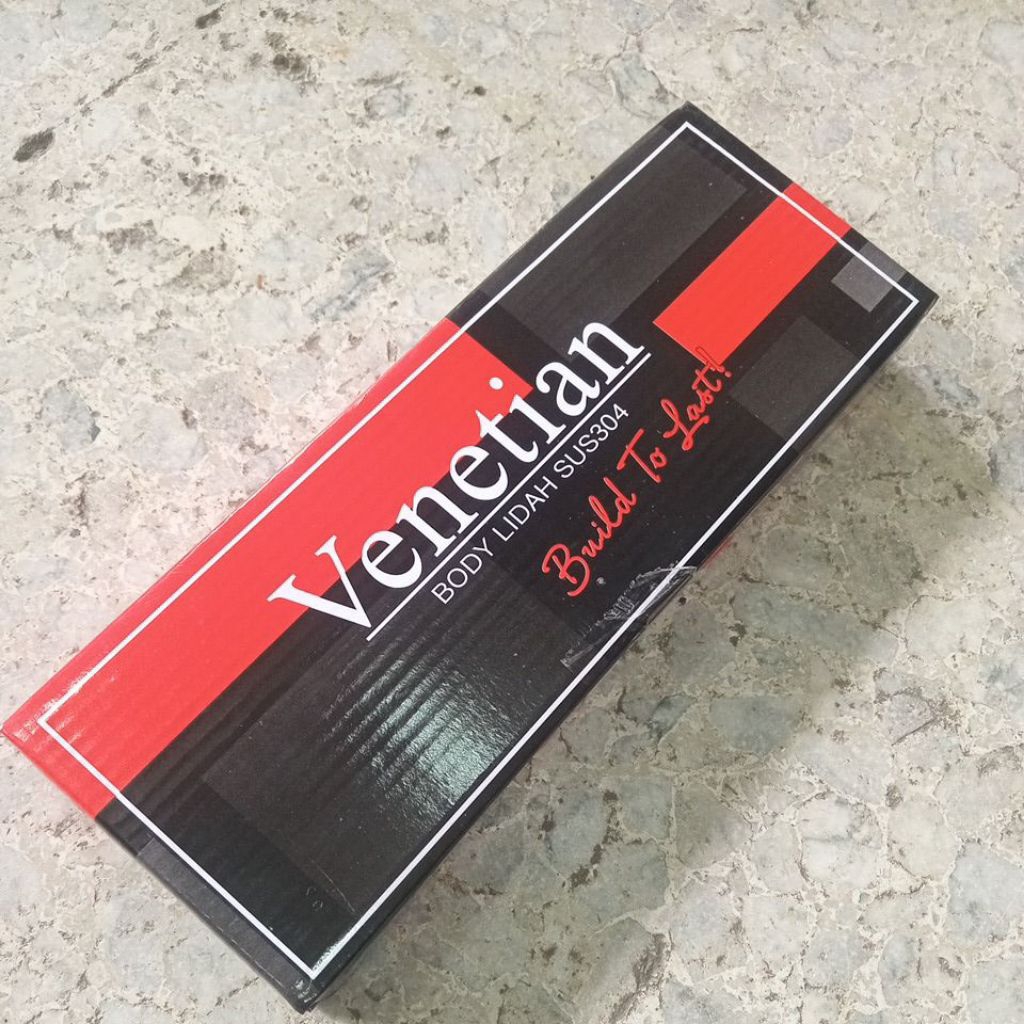 Venetian
BODY LIDAH SUS304
Build To Last!